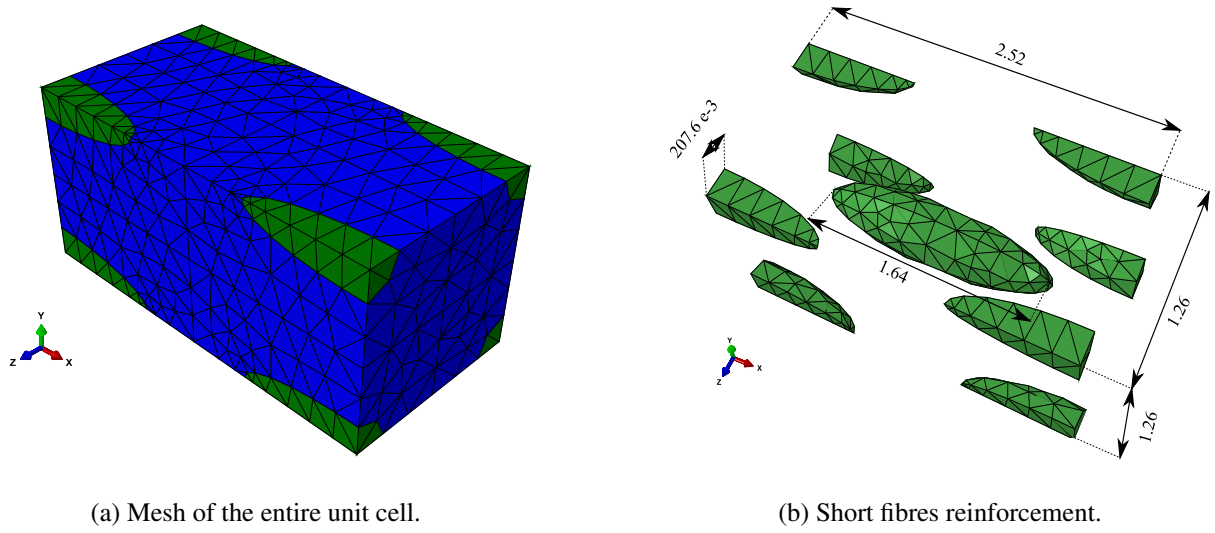 2.52
207.6 e-3
1.64
1.26
1.26
Y
Z
X
Y
X
Z
(a) Mesh of the entire unit cell.
(b) Short fibres reinforcement.